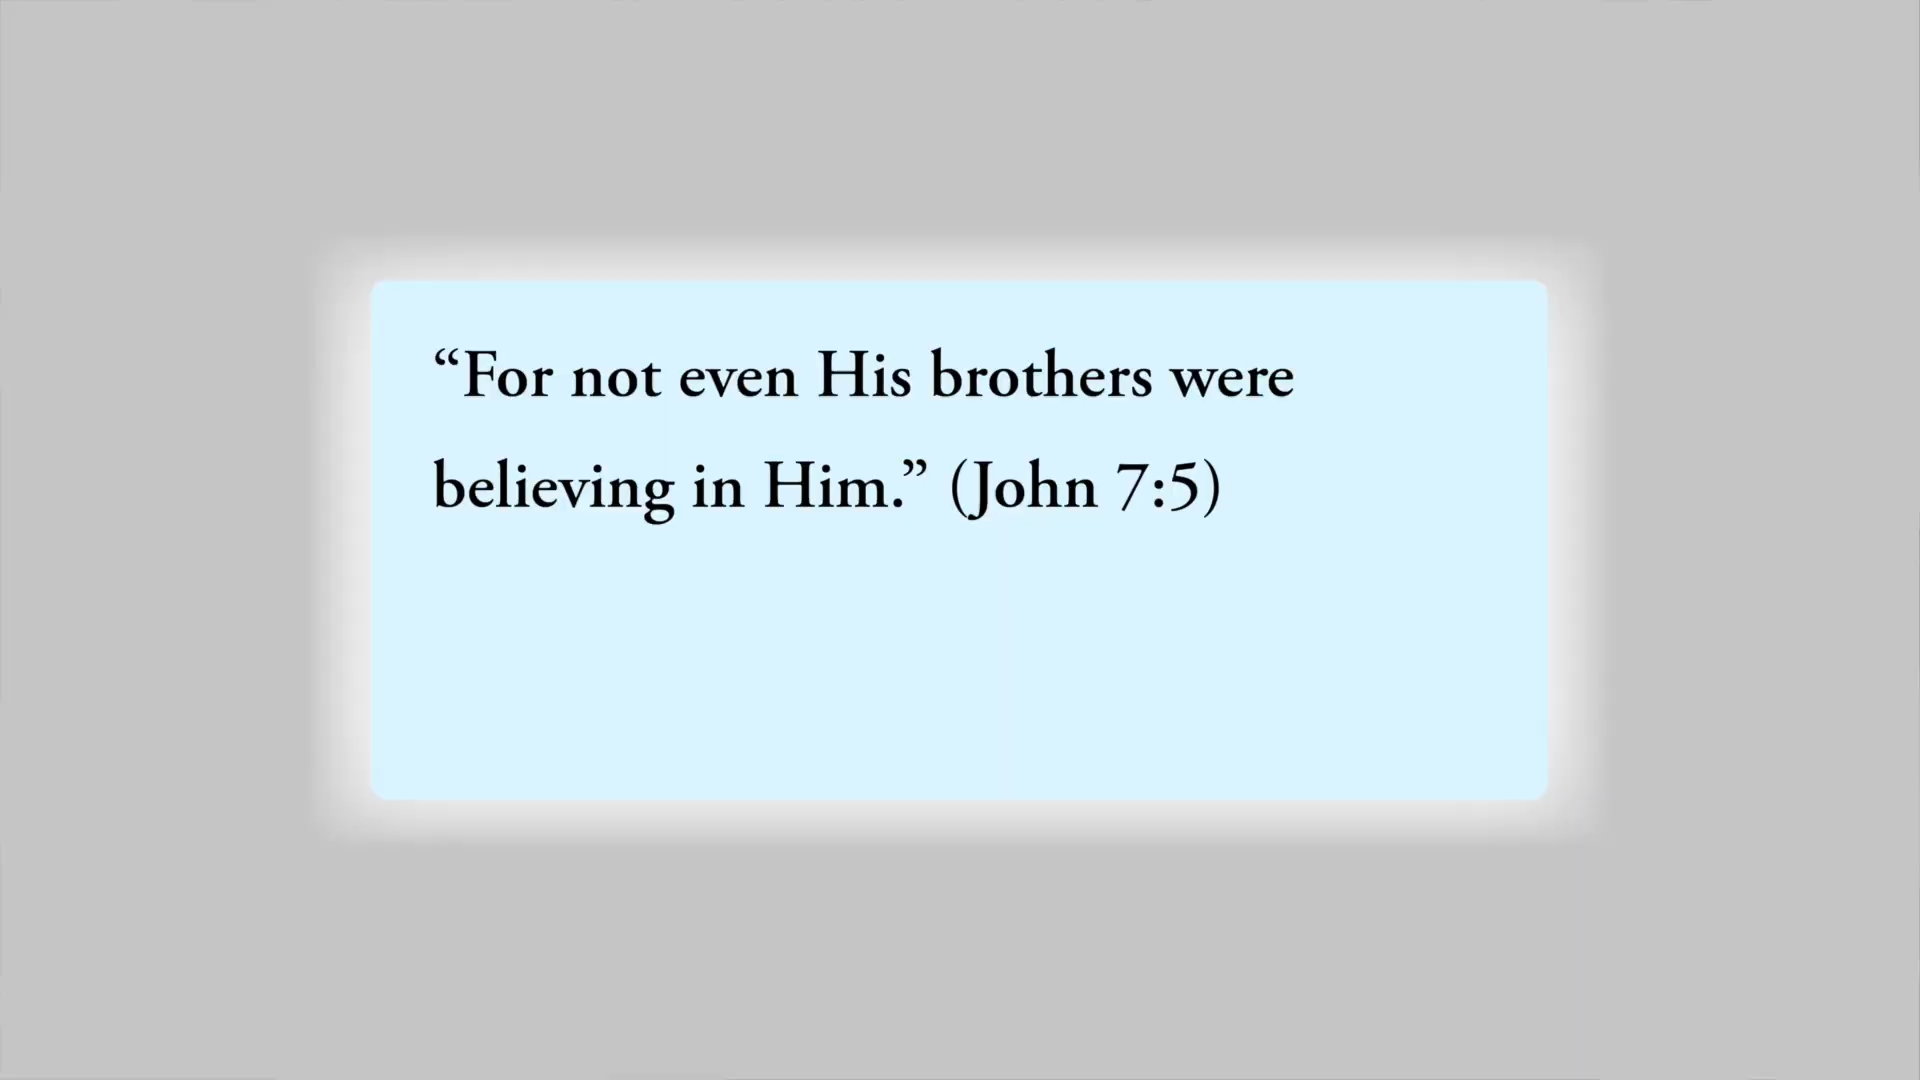 “For not even His brothers were
believing in Him.” (John 7:5)